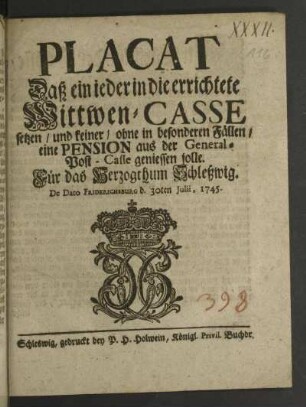 XXXII.
116
PLACAT
Daß ein ieder in die errichtete
Wittwen-CASSE
setzen/ und keiner/ ohne in besonderen Fällen/
eine PENSION aus der General-
Post-Casse geniessen solle.
Für das Herzogthum Schleßwig.
De Dato FRIDERICHSBURG d. 30ten Julii, 1745.
398
Schleswig, gedruckt bey P. H. Holwein, Königl. Privil. Buchdr.